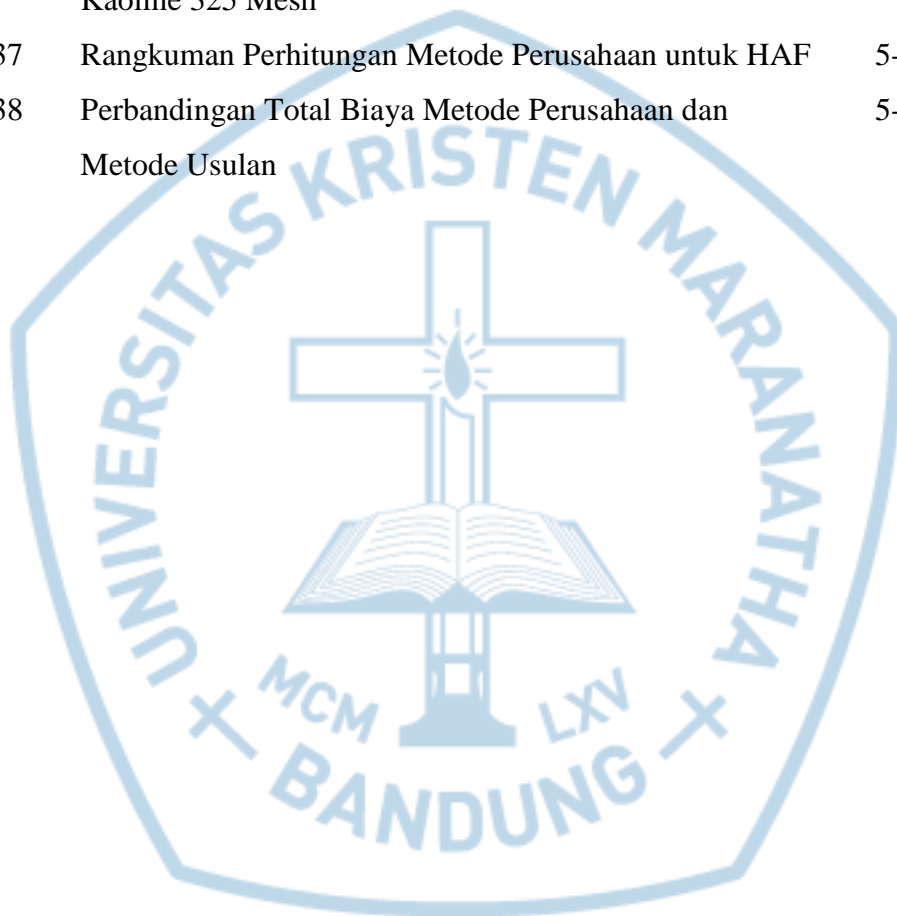 Kaoline 325 Mesh
37 Rangkuman Perhitungan Metode Perusahaan untuk HAF 5-
38 Perbandingan Total Biaya Metode Perusahaan dan 5-
Metode Usulan
UNIVERSITAS KRISTEN MARANATHA
MCM LXV
BANDUNG